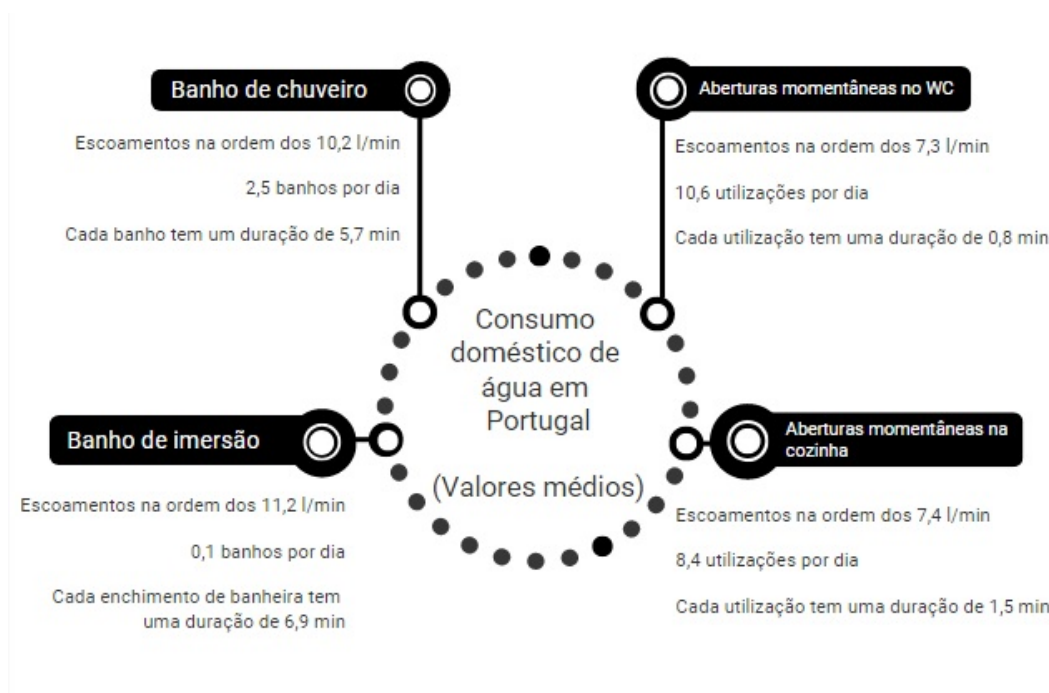 Banho de chuveiro
Escoamentos na ordem dos 10,2 l/min
2,5 banhos por dia
Cada banho tem um duração de 5,7 min
Aberturas momentâneas no WC
Escoamentos na ordem dos 7,3 l/min
10,6 utilizações por dia
Cada utilização tem uma duração de 0,8 min
Consumo
doméstico de
água em
Portugal
(Valores médios)
Banho de imersão
Escoamentos na ordem dos 11,2 l/min
0,1 banhos por dia
Cada enchimento de banheira tem
uma duração de 6,9 min
Aberturas momentâneas na
cozinha
Escoamentos na ordem dos 7,4 l/min
8,4 utilizações por dia
Cada utilização tem uma duração de 1,5 min